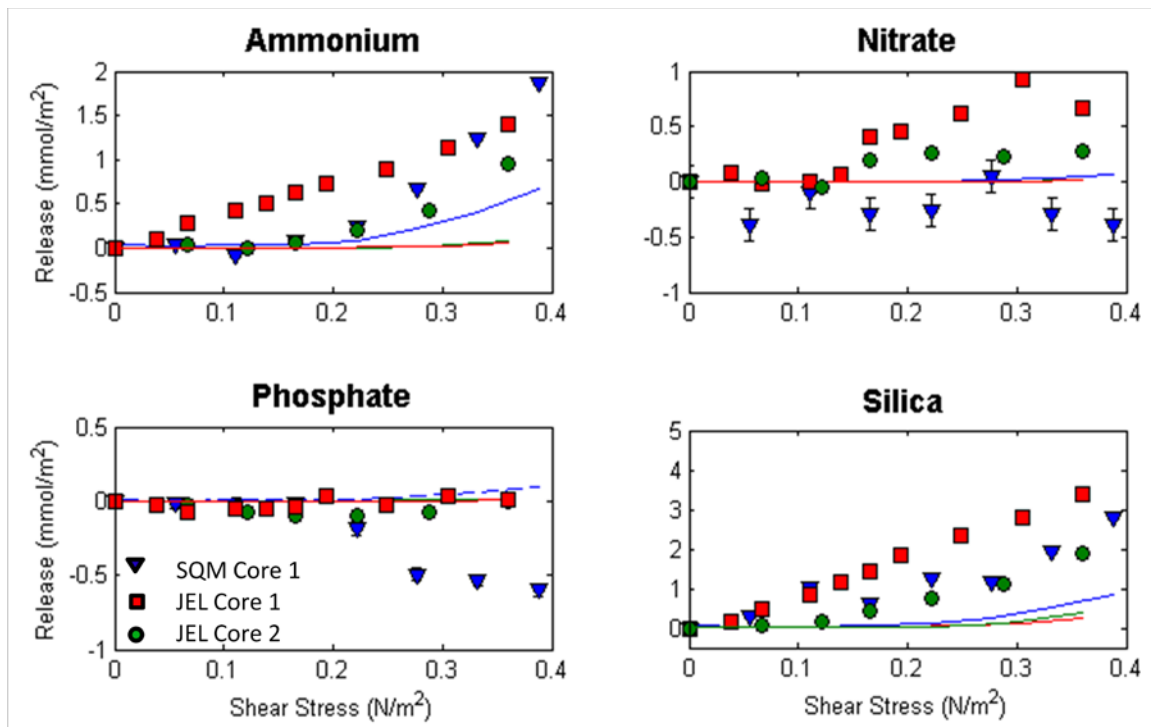 Ammonium
Release (mmol/m²)
2
1.5
1
0.5
0
-0.5
0 0.1 0.2 0.3 0.4
Nitrate
1
0.5
0
-0.5
-1
0 0.1 0.2 0.3 0.4
Phosphate
Release (mmol/m²)
0.5
0
-0.5
-1
SQM Core 1
JEL Core 1
JEL Core 2
0 0.1 0.2 0.3 0.4
Shear Stress (N/m²)
Silica
5
4
3
2
1
0
0 0.1 0.2 0.3 0.4
Shear Stress (N/m²)